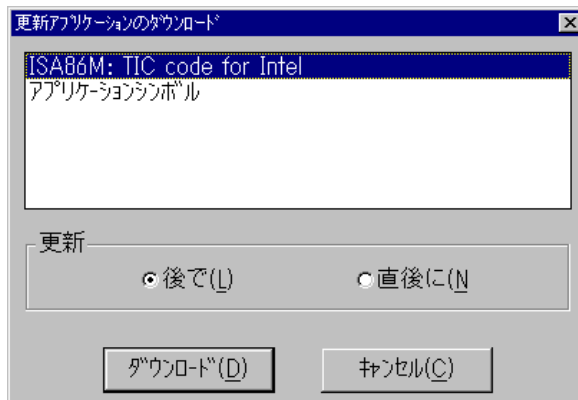 更新ｱﾌﾟﾘｹｰｼｮﾝのﾀﾞｳﾝﾛｰﾄﾞ
ISA86M: TIC code for Intel
ｱﾌﾟﾘｹｰｼｮﾝｼﾝﾎﾞﾙ
更新
後で(L)
直後に(N
ﾀﾞｳﾝﾛｰﾄﾞ(D)
ｷｬﾝｾﾙ(C)